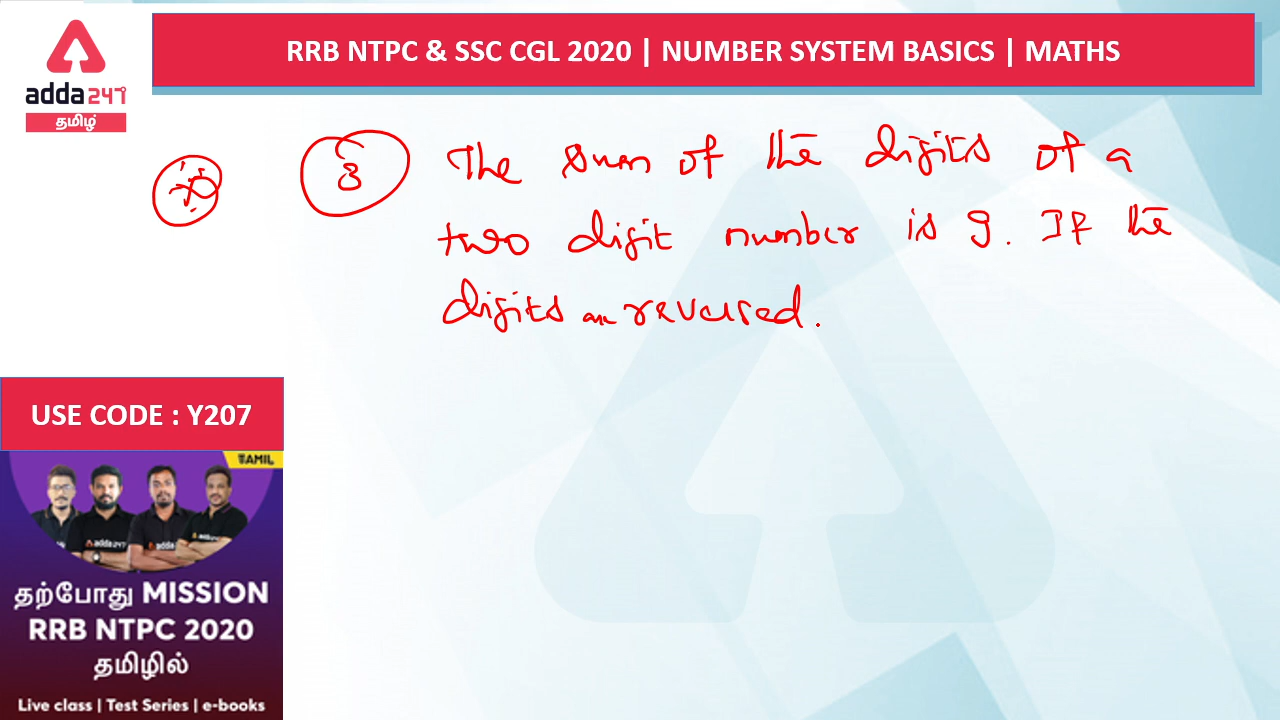 RRB NTPC & SSC CGL 2020 | NUMBER SYSTEM BASICS | MATHS
adda247
தமிழ்
3 The sum of the digits of a
two digit number is 9. If the
digits are reversed.
USE CODE : Y207
TAMIL
adda247
தற்போது MISSION
RRB NTPC 2020
தமிழில்
Live class | Test Series | e-books